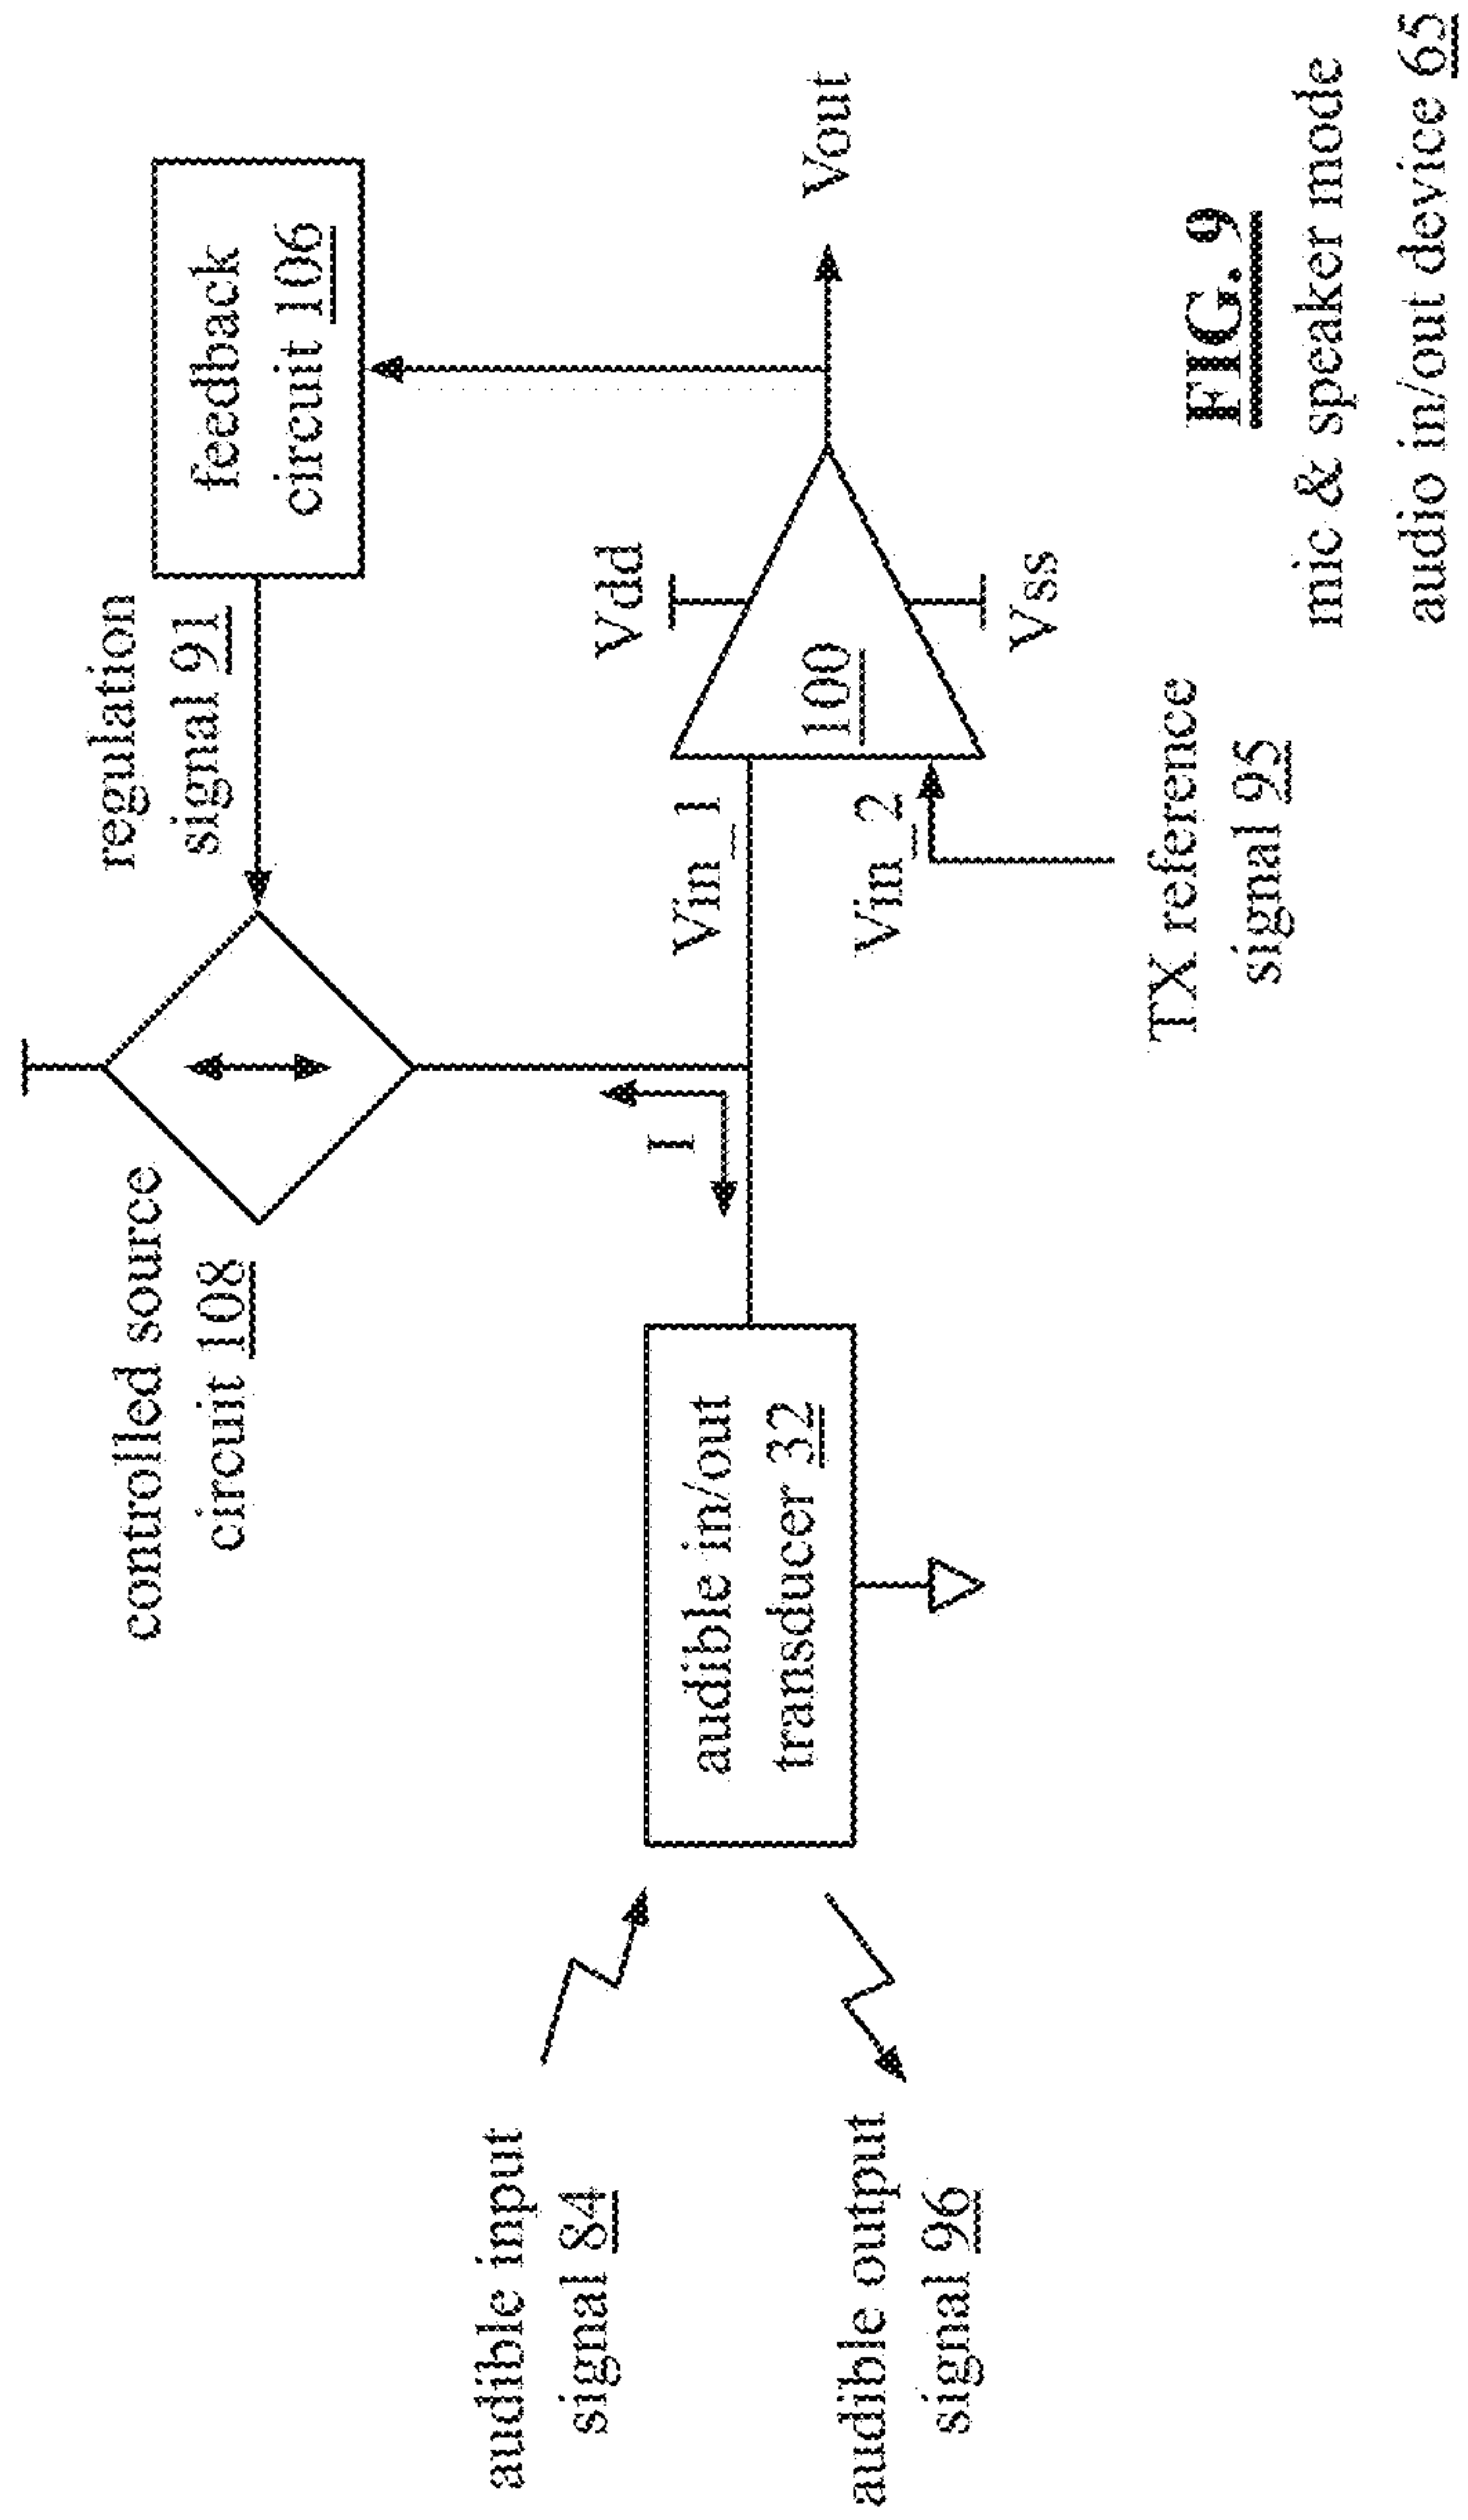 controlled source
circuit 108
regulation
signal 91
feedback
circuit 106
audible input
signal 84
audible output
signal 96
audible in/out
transducer 32
I
Vin_1
Vin_2
100
Vdd
Vss
Vout
TX reference
signal 95
FIG. 9
mic & speaker mode
audio in/out device 65